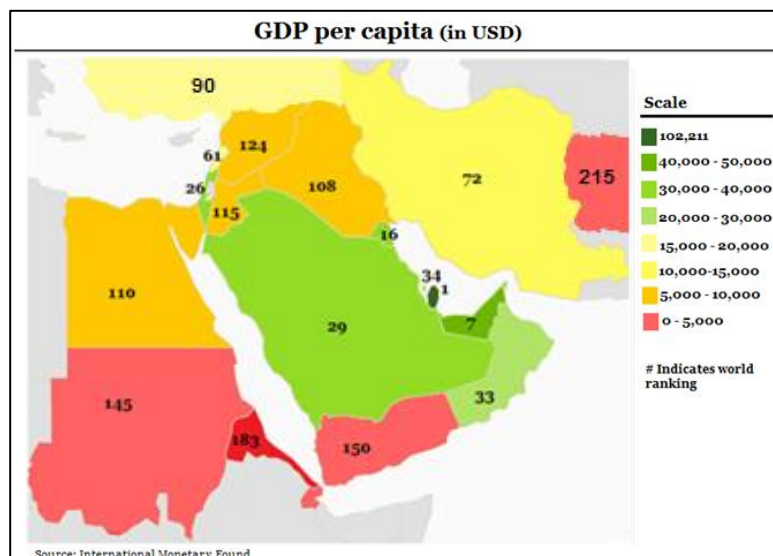 GDP per capita (in USD)
90
61
124
26
108
115
72
215
16
34
1
110
29
7
33
145
183
150
Scale
102,211
40,000 - 50,000
30,000 - 40,000
20,000 - 30,000
15,000 - 20,000
10,000-15,000
5,000 - 10,000
0 - 5,000
# Indicates world
ranking
Source: International Monetary Found